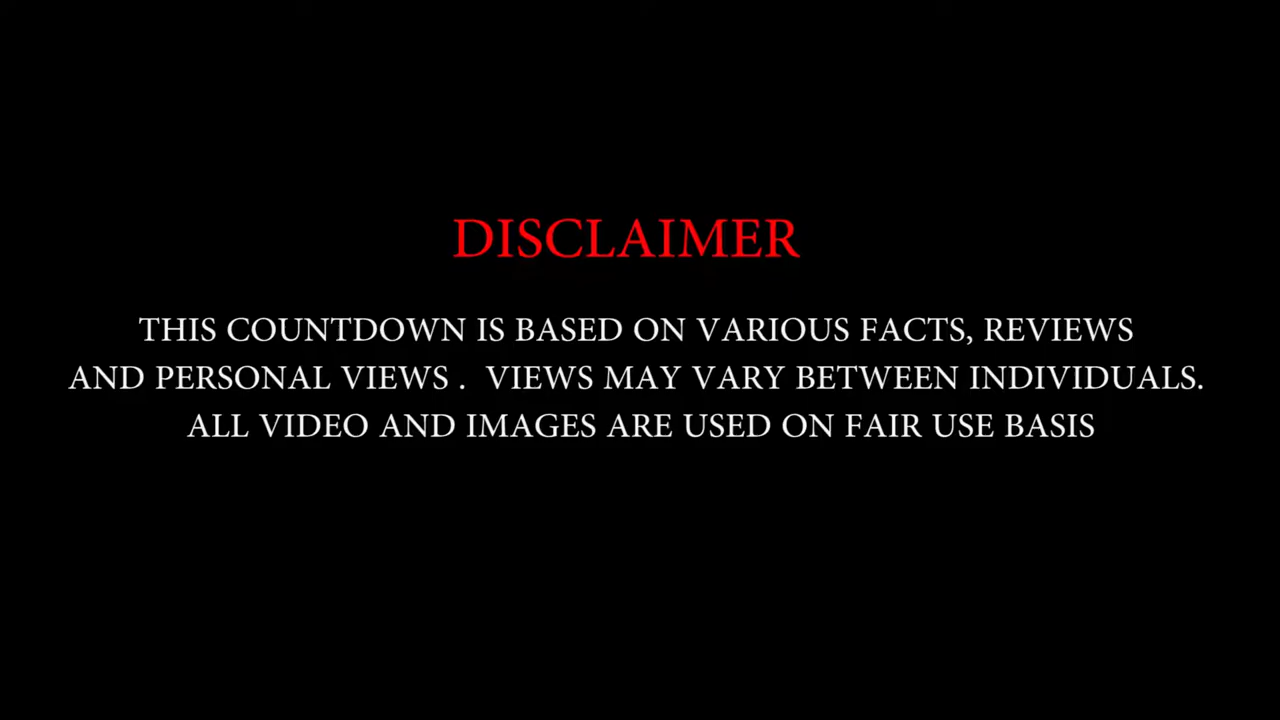 DISCLAIMER
THIS COUNTDOWN IS BASED ON VARIOUS FACTS, REVIEWS
AND PERSONAL VIEWS .  VIEWS MAY VARY BETWEEN INDIVIDUALS.
ALL VIDEO AND IMAGES ARE USED ON FAIR USE BASIS